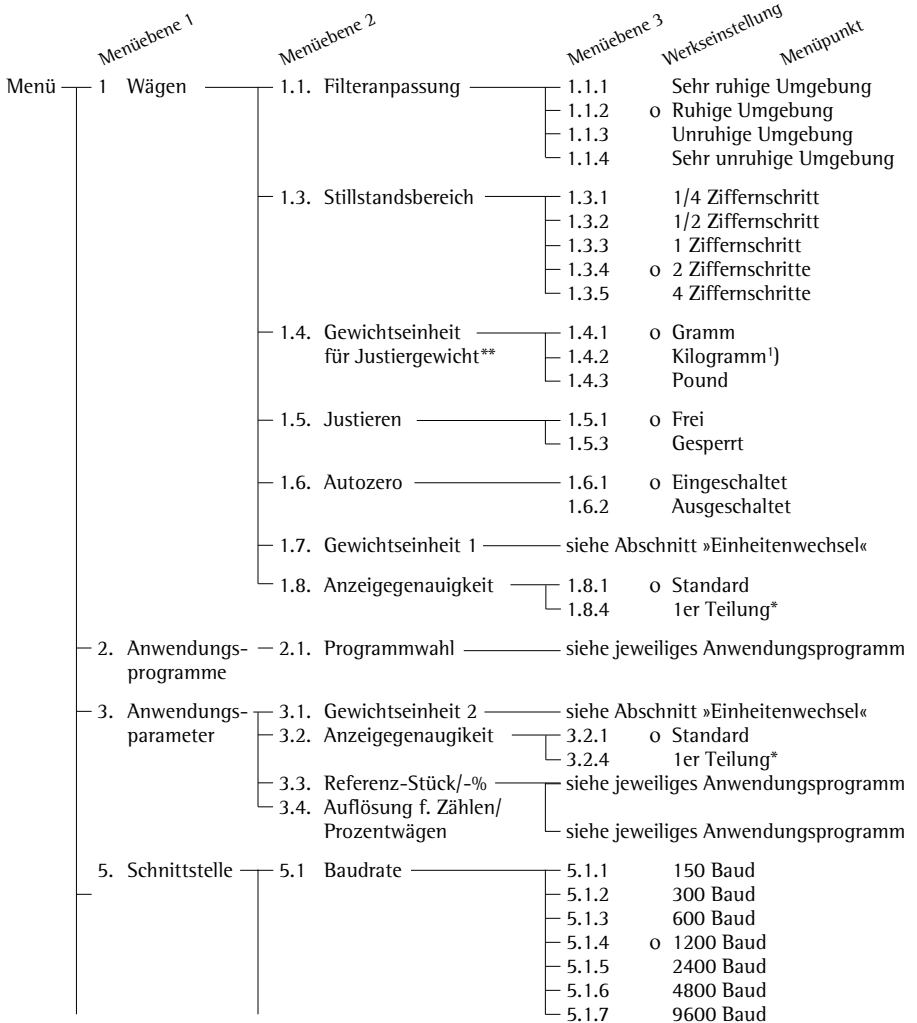 Menüebene 1 Menüebene 2 Menüebene 3 Werkseinstellung Menüpunkt
Menü 1 Wägen 1.1. Filteranpassung 1.1.1 Sehr ruhige Umgebung
1.1.2 o Ruhige Umgebung
1.1.3 Unruhige Umgebung
1.1.4 Sehr unruhige Umgebung
1.3. Stillstandsbereich 1.3.1 1/4 Ziffernschritt
1.3.2 1/2 Ziffernschritt
1.3.3 1 Ziffernschritt
1.3.4 o 2 Ziffernschritte
1.3.5 4 Ziffernschritte
1.4. Gewichtseinheit 1.4.1 o Gramm
für Justiergewicht** 1.4.2 Kilogramm¹)
1.4.3 Pound
1.5. Justieren 1.5.1 o Frei
1.5.3 Gesperrt
1.6. Autozero 1.6.1 o Eingeschaltet
1.6.2 Ausgeschaltet
1.7. Gewichtseinheit 1 siehe Abschnitt »Einheitenwechsel«
1.8. Anzeigegenauigkeit 1.8.1 o Standard
1.8.4 1er Teilung*
2. Anwendungs- 2.1. Programmwahl siehe jeweiliges Anwendungsprogramm
programme
3. Anwendungs- 3.1. Gewichtseinheit 2 siehe Abschnitt »Einheitenwechsel«
parameter 3.2. Anzeigegenaugikeit 3.2.1 o Standard
3.2.4 1er Teilung*
3.3. Referenz-Stück/-% siehe jeweiliges Anwendungsprogramm
3.4. Auflösung f. Zählen/
Prozentwägen siehe jeweiliges Anwendungsprogramm
5. Schnittstelle 5.1 Baudrate 5.1.1 150 Baud
5.1.2 300 Baud
5.1.3 600 Baud
5.1.4 o 1200 Baud
5.1.5 2400 Baud
5.1.6 4800 Baud
5.1.7 9600 Baud